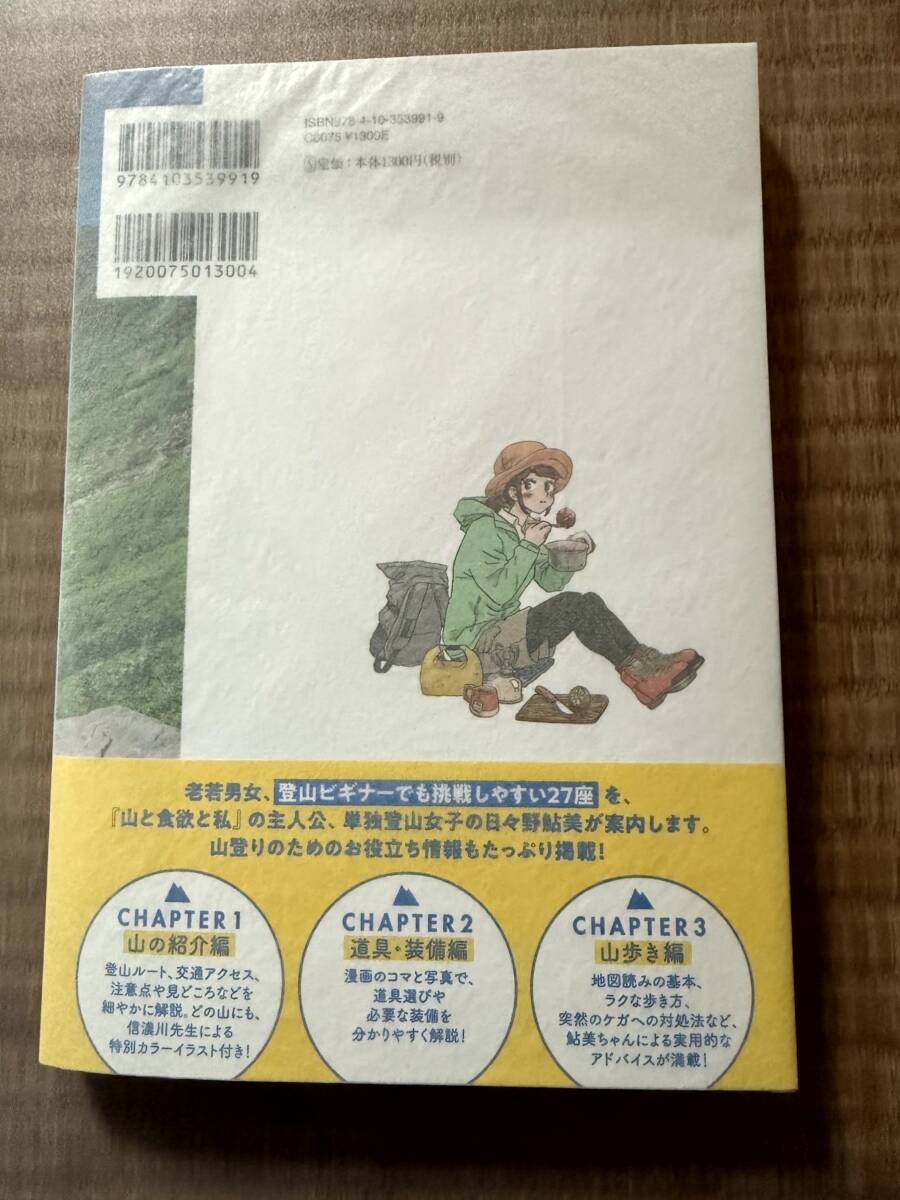 ISBN978-4-10-353991-9
C0075 ¥1300E
Ⓢ定価：本体1300円(税別)
9784103539919
1920075013004
老若男女、登山ビギナーでも挑戦しやすい27座を、
『山と食欲と私』の主人公、単独登山女子の日々野鮎美が案内します。
山登りのためのお役立ち情報もたっぷり掲載！
CHAPTER 1
山の紹介編
登山ルート、交通アクセス、
注意点や見どころなどを
細やかに解説。どの山にも、
信濃川先生による
特別カラーイラスト付き！
CHAPTER 2
道具・装備編
漫画のコマと写真で、
道具選びや
必要な装備を
分かりやすく解説！
CHAPTER 3
山歩き編
地図読みの基本、
ラクな歩き方、
突然のケガへの対処法など、
鮎美ちゃんによる実用的な
アドバイスが満載！